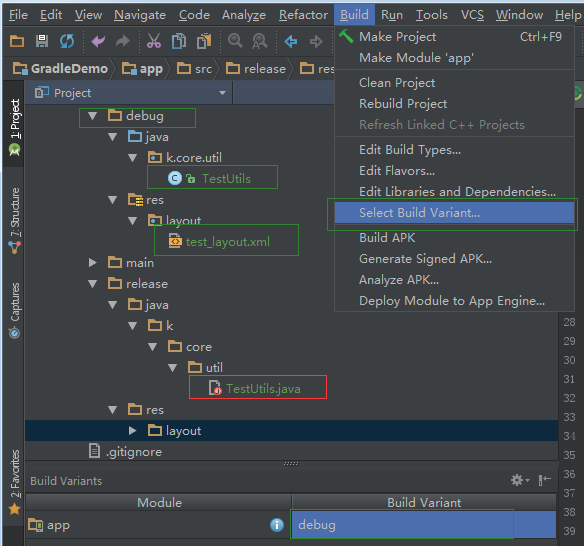 File Edit View Navigate Code Analyze Refactor Build Run Tools VCS Window Help
Make Project Ctrl+F9
Make Module 'app'
Clean Project
Rebuild Project
Refresh Linked C++ Projects
Edit Build Types...
Edit Flavors...
Edit Libraries and Dependencies...
Select Build Variant...
Build APK
Generate Signed APK...
Analyze APK...
Deploy Module to App Engine...
GradleDemo app src release res
1: Project
7: Structure
Captures
2: Favorites
Project
debug
java
k.core.util
C TestUtils
res
layout
test_layout.xml
main
release
java
k
core
util
TestUtils.java
res
layout
.gitignore
28
29
30
31
32
33
34
35
36
37
38
39
Build Variants
Module Build Variant
app debug